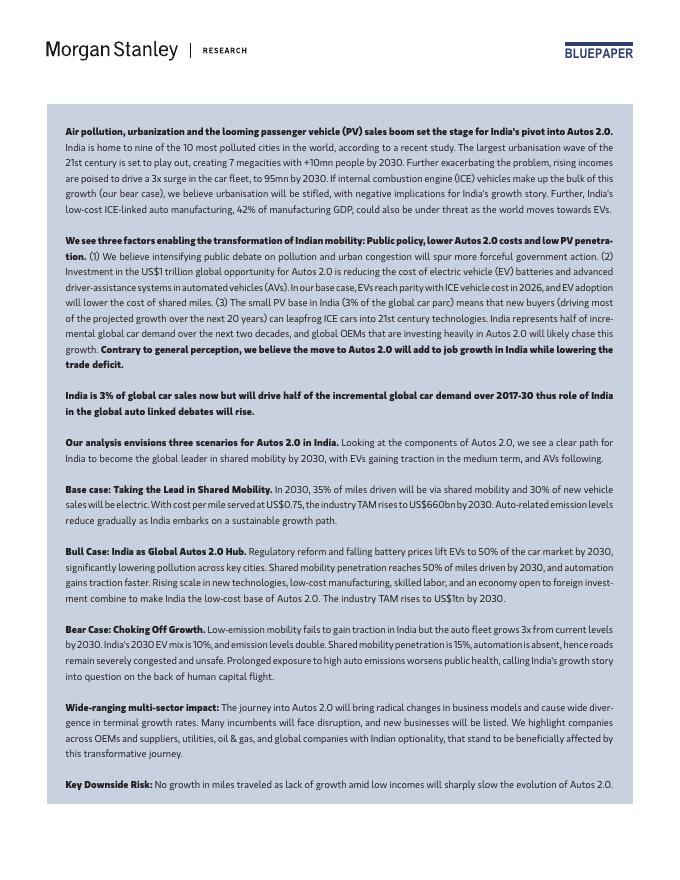 Morgan Stanley | RESEARCH
BLUEPAPER
Air pollution, urbanization and the looming passenger vehicle (PV) sales boom set the stage for India's pivot into Autos 2.0.
India is home to nine of the 10 most polluted cities in the world, according to a recent study. The largest urbanisation wave of the
21st century is set to play out, creating 7 megacities with +10mn people by 2030. Further exacerbating the problem, rising incomes
are poised to drive a 3x surge in the car fleet, to 95mn by 2030. If internal combustion engine (ICE) vehicles make up the bulk of this
growth (our bear case), we believe urbanisation will be stifled, with negative implications for India's growth story. Further, India's
low-cost ICE-linked auto manufacturing, 42% of manufacturing GDP, could also be under threat as the world moves towards EVs.
We see three factors enabling the transformation of Indian mobility: Public policy, lower Autos 2.0 costs and low PV penetra-
tion. (1) We believe intensifying public debate on pollution and urban congestion will spur more forceful government action. (2)
Investment in the US$1 trillion global opportunity for Autos 2.0 is reducing the cost of electric vehicle (EV) batteries and advanced
driver-assistance systems in automated vehicles (AVs). In our base case, EVs reach parity with ICE vehicle cost in 2026, and EV adoption
will lower the cost of shared miles. (3) The small PV base in India (3% of the global car parc) means that new buyers (driving most
of the projected growth over the next 20 years) can leapfrog ICE cars into 21st century technologies. India represents half of incre-
mental global car demand over the next two decades, and global OEMs that are investing heavily in Autos 2.0 will likely chase this
growth. Contrary to general perception, we believe the move to Autos 2.0 will add to job growth in India while lowering the
trade deficit.
India is 3% of global car sales now but will drive half of the incremental global car demand over 2017-30 thus role of India
in the global auto linked debates will rise.
Our analysis envisions three scenarios for Autos 2.0 in India. Looking at the components of Autos 2.0, we see a clear path for
India to become the global leader in shared mobility by 2030, with EVs gaining traction in the medium term, and AVs following.
Base case: Taking the Lead in Shared Mobility. In 2030, 35% of miles driven will be via shared mobility and 30% of new vehicle
sales will be electric. With cost per mile served at US$0.75, the industry TAM rises to US$660bn by 2030. Auto-related emission levels
reduce gradually as India embarks on a sustainable growth path.
Bull Case: India as Global Autos 2.0 Hub. Regulatory reform and falling battery prices lift EVs to 50% of the car market by 2030,
significantly lowering pollution across key cities. Shared mobility penetration reaches 50% of miles driven by 2030, and automation
gains traction faster. Rising scale in new technologies, low-cost manufacturing, skilled labor, and an economy open to foreign invest-
ment combine to make India the low-cost base of Autos 2.0. The industry TAM rises to US$1tn by 2030.
Bear Case: Choking Off Growth. Low-emission mobility fails to gain traction in India but the auto fleet grows 3x from current levels
by 2030. India's 2030 EV mix is 10%, and emission levels double. Shared mobility penetration is 15%, automation is absent, hence roads
remain severely congested and unsafe. Prolonged exposure to high auto emissions worsens public health, calling India's growth story
into question on the back of human capital flight.
Wide-ranging multi-sector impact: The journey into Autos 2.0 will bring radical changes in business models and cause wide diver-
gence in terminal growth rates. Many incumbents will face disruption, and new businesses will be listed. We highlight companies
across OEMs and suppliers, utilities, oil & gas, and global companies with Indian optionality, that stand to be beneficially affected by
this transformative journey.
Key Downside Risk: No growth in miles traveled as lack of growth amid low incomes will sharply slow the evolution of Autos 2.0.